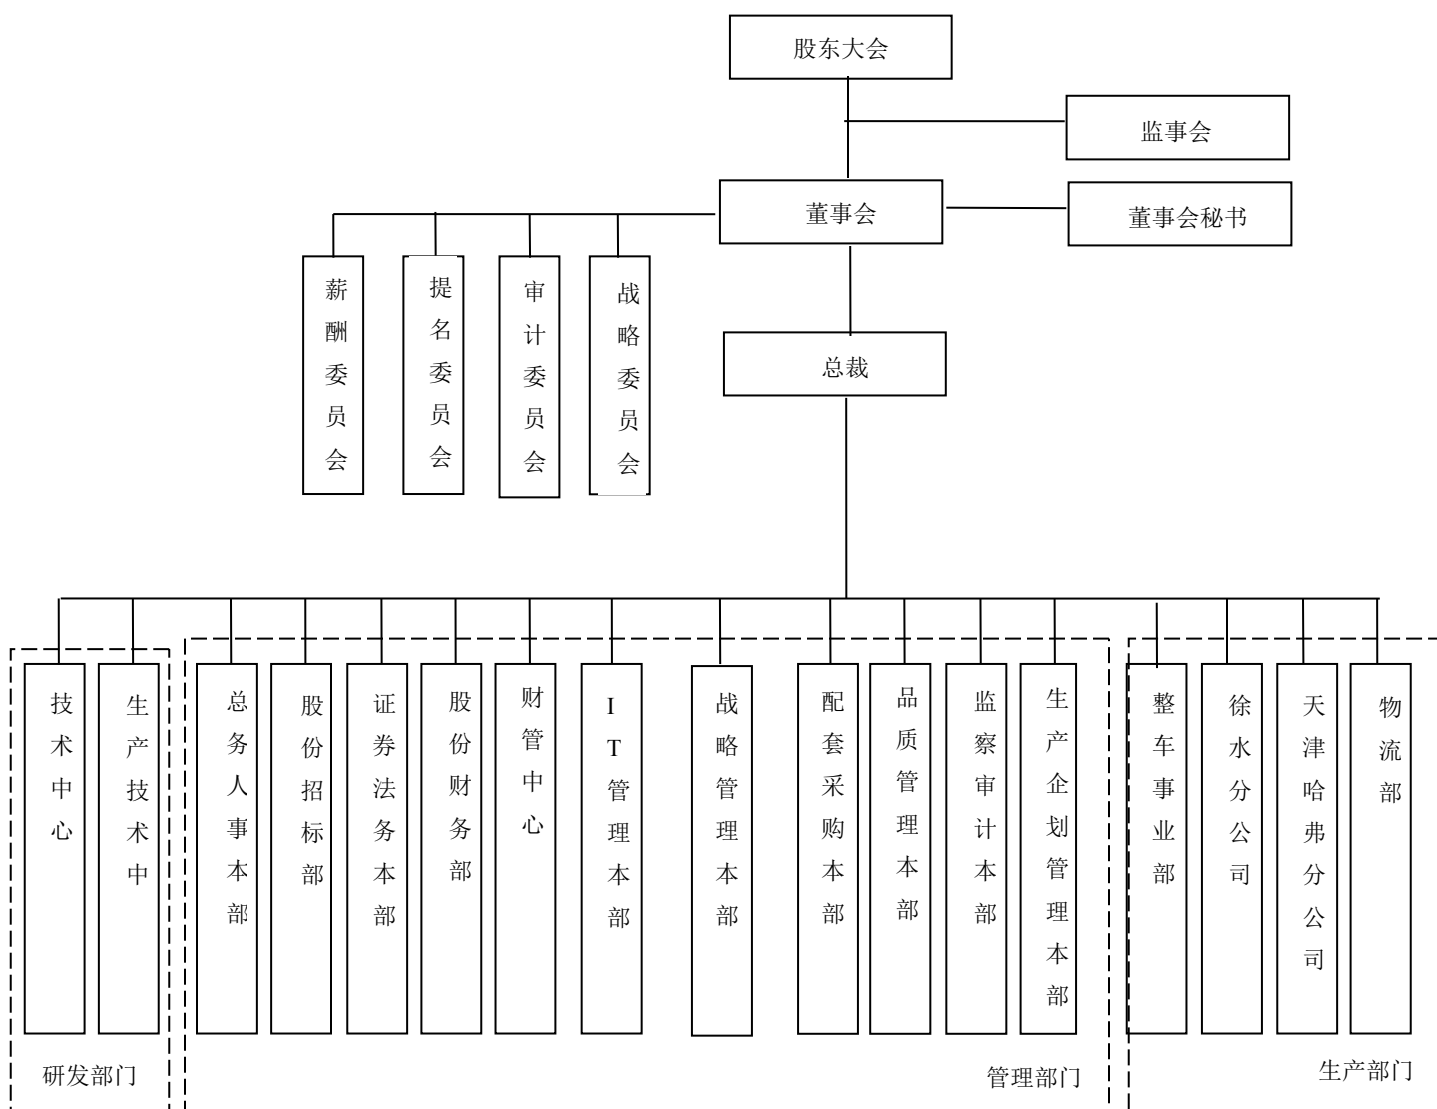 股东大会
监事会
董事会
董事会秘书
薪酬委员会
提名委员会
审计委员会
战略委员会
总裁
技术中心
生产技术中
总务人事本部
股份招标部
证券法务本部
股份财务部
财管中心
IT管理本部
战略管理本部
配套采购本部
品质管理本部
监察审计本部
生产企划管理本部
整车事业部
徐水分公司
天津哈弗分公司
物流部
研发部门
管理部门
生产部门